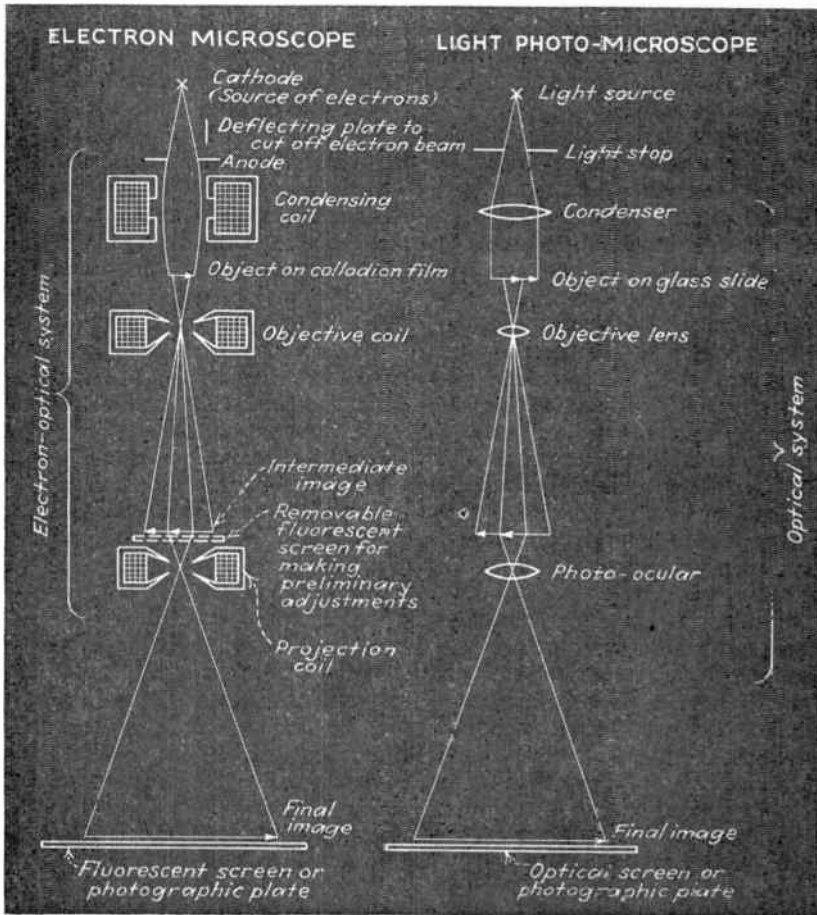 ELECTRON MICROSCOPE
Cathode
(Source of electrons)
Deflecting plate to
cut off electron beam
Anode
Condensing
coil
Object on collodion film
Objective coil
Electron-optical system
Intermediate
image
Removable
fluorescent
screen for
making
preliminary
adjustments
Projection
coil
Final
image
Fluorescent screen or
photographic plate
LIGHT PHOTO-MICROSCOPE
Light source
Light stop
Condenser
Object on glass slide
Objective lens
Optical system
Photo-ocular
Final image
Optical screen or
photographic plate